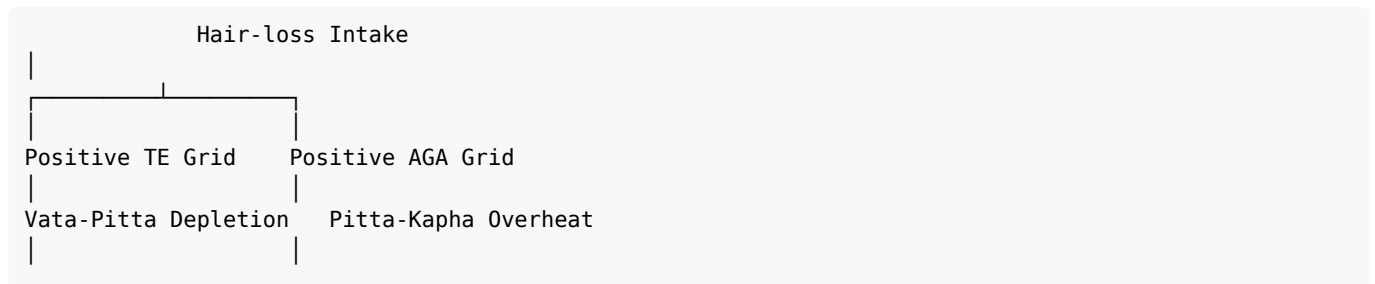 Hair-loss Intake
Positive TE Grid Positive AGA Grid
Vata-Pitta Depletion Pitta-Kapha Overheat